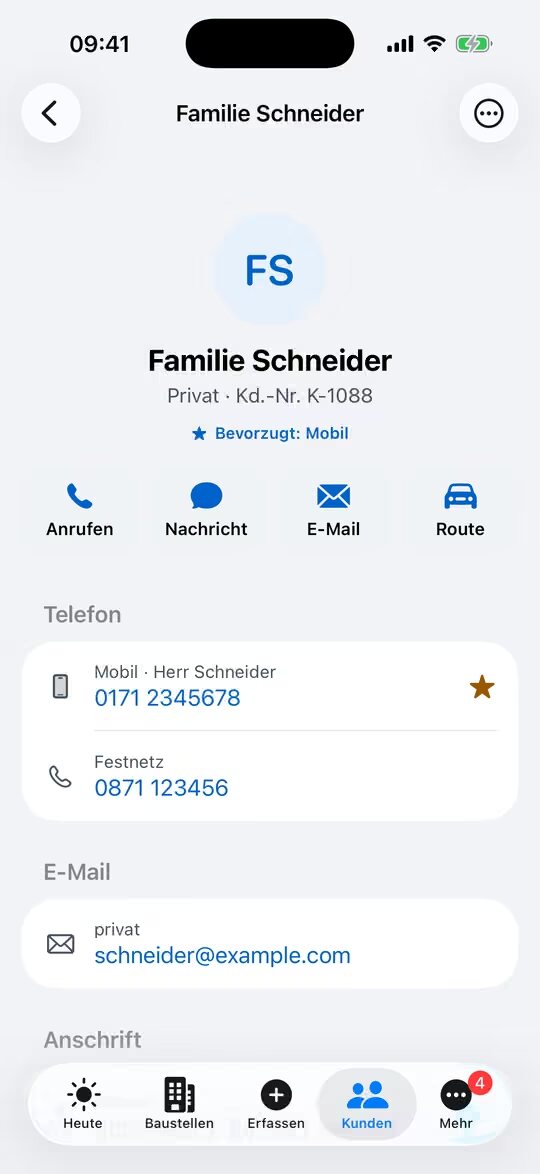 09:41
Familie Schneider
FS
Familie Schneider
Privat · Kd.-Nr. K-1088
Bevorzugt: Mobil
Anrufen
Nachricht
E-Mail
Route
Telefon
Mobil · Herr Schneider
0171 2345678
Festnetz
0871 123456
E-Mail
privat
schneider@example.com
Anschrift
Heute
Baustellen
Erfassen
Kunden
Mehr
4